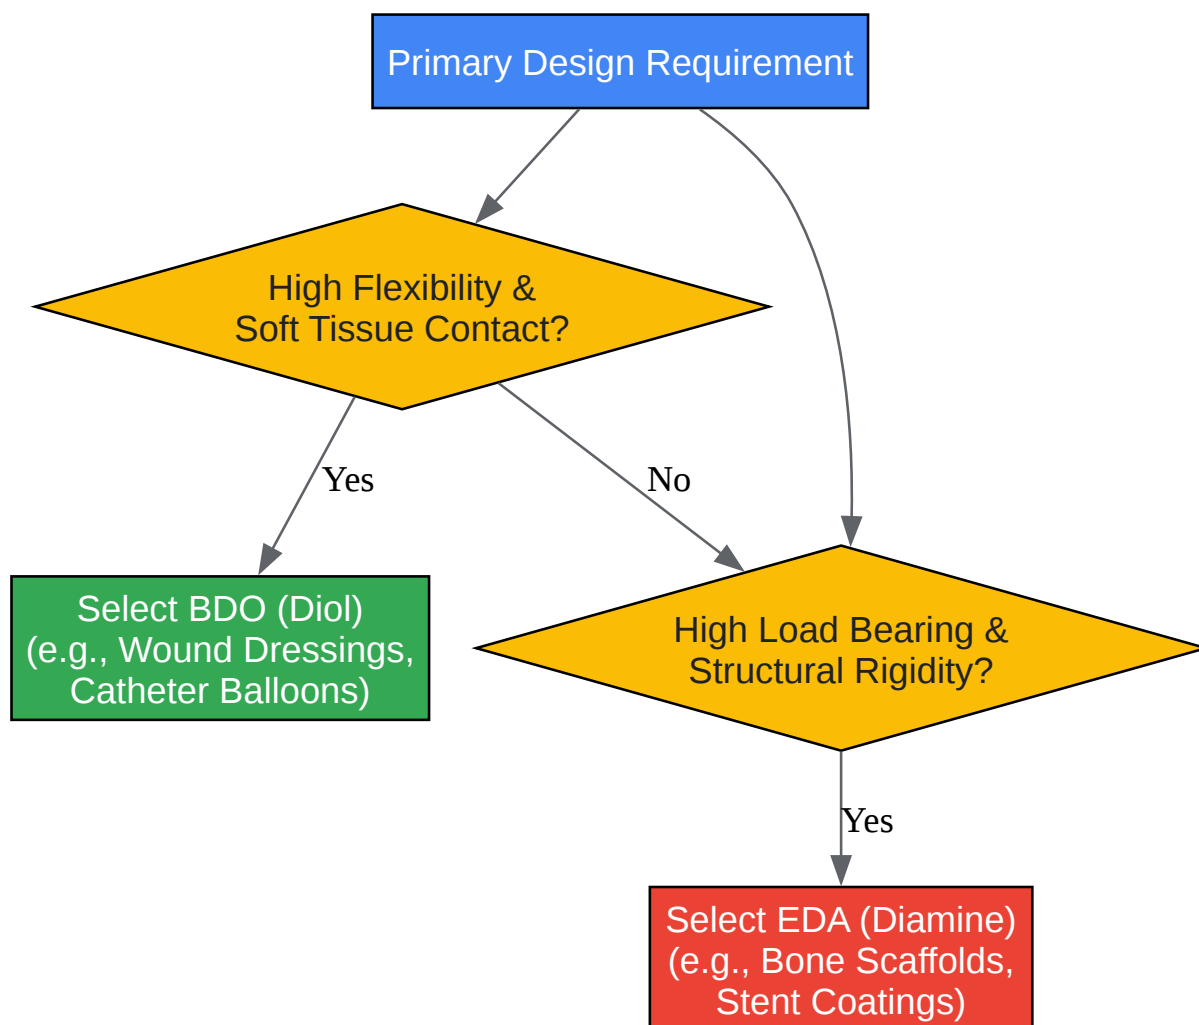 Primary Design Requirement
High Flexibility &
Soft Tissue Contact?
Yes
No
Select BDO (Diol)
(e.g., Wound Dressings,
Catheter Balloons)
High Load Bearing &
Structural Rigidity?
Yes
Select EDA (Diamine)
(e.g., Bone Scaffolds,
Stent Coatings)